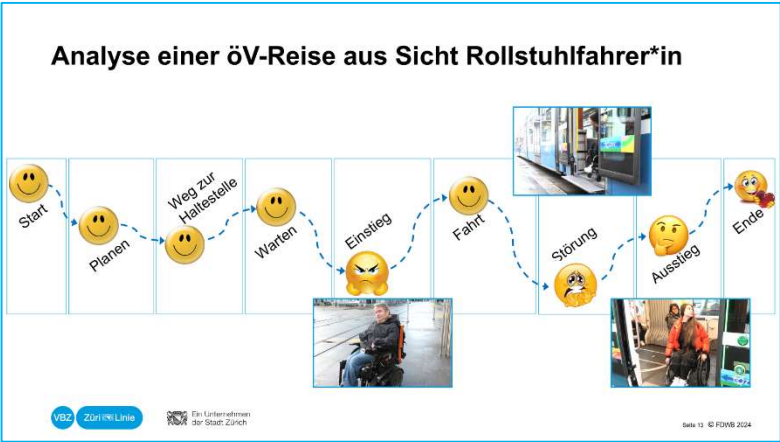 Analyse einer öV-Reise aus Sicht Rollstuhlfahrer*in
Start
Planen
Weg zur
Haltestelle
Warten
Einstieg
Fahrt
Störung
Ausstieg
Ende
VBZ
Züri Linie
Ein Unternehmen
der Stadt Zürich
Seite 13 © FDWB 2024